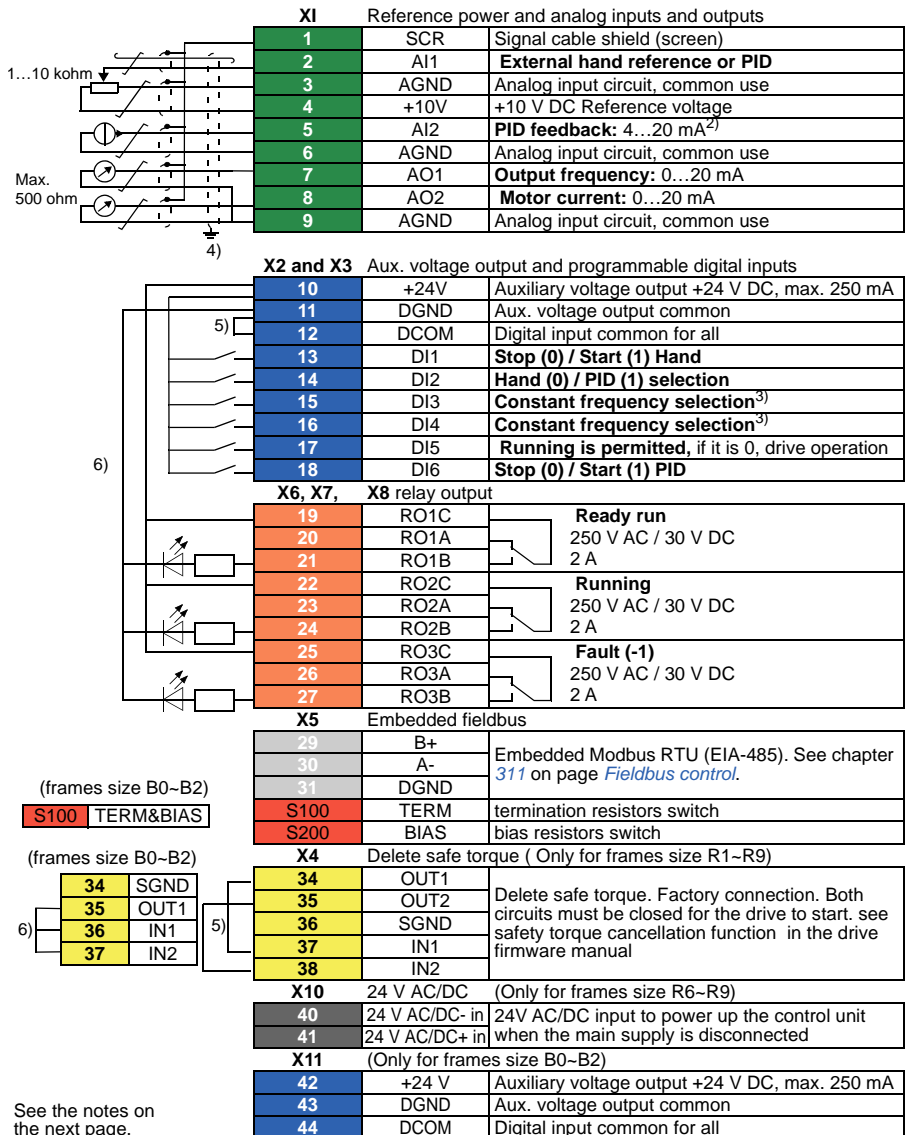 XI Reference power and analog inputs and outputs
1 SCR Signal cable shield (screen)
2 AI1 External hand reference or PID
1…10 kohm
3 AGND Analog input circuit, common use
4 +10V +10 V DC Reference voltage
5 AI2 PID feedback: 4…20 mA2)
6 AGND Analog input circuit, common use
7 AO1 Output frequency: 0…20 mA
Max.
500 ohm
8 AO2 Motor current: 0…20 mA
9 AGND Analog input circuit, common use
4)
X2 and X3 Aux. voltage output and programmable digital inputs
10 +24V Auxiliary voltage output +24 V DC, max. 250 mA
11 DGND Aux. voltage output common
5)
12 DCOM Digital input common for all
13 DI1 Stop (0) / Start (1) Hand
14 DI2 Hand (0) / PID (1) selection
15 DI3 Constant frequency selection3)
16 DI4 Constant frequency selection3)
17 DI5 Running is permitted, if it is 0, drive operation
6)
18 DI6 Stop (0) / Start (1) PID
X6, X7, X8 relay output
19 RO1C Ready run
20 RO1A 250 V AC / 30 V DC
21 RO1B 2 A
22 RO2C Running
23 RO2A 250 V AC / 30 V DC
24 RO2B 2 A
25 RO3C Fault (-1)
26 RO3A 250 V AC / 30 V DC
27 RO3B 2 A
X5 Embedded fieldbus
29 B+
30 A-
31 DGND
Embedded Modbus RTU (EIA-485). See chapter
311 on page Fieldbus control.
S100 TERM termination resistors switch
S200 BIAS bias resistors switch
(frames size B0~B2)
S100 TERM&BIAS
(frames size B0~B2)
34 SGND
35 OUT1
36 IN1
37 IN2
6)
X4 Delete safe torque ( Only for frames size R1~R9)
34 OUT1
35 OUT2
36 SGND
37 IN1
38 IN2
5)
Delete safe torque. Factory connection. Both
circuits must be closed for the drive to start. see
safety torque cancellation function in the drive
firmware manual
X10 24 V AC/DC (Only for frames size R6~R9)
40 24 V AC/DC- in
41 24 V AC/DC+ in
24V AC/DC input to power up the control unit
when the main supply is disconnected
X11 (Only for frames size B0~B2)
42 +24 V Auxiliary voltage output +24 V DC, max. 250 mA
43 DGND Aux. voltage output common
44 DCOM Digital input common for all
See the notes on
the next page.